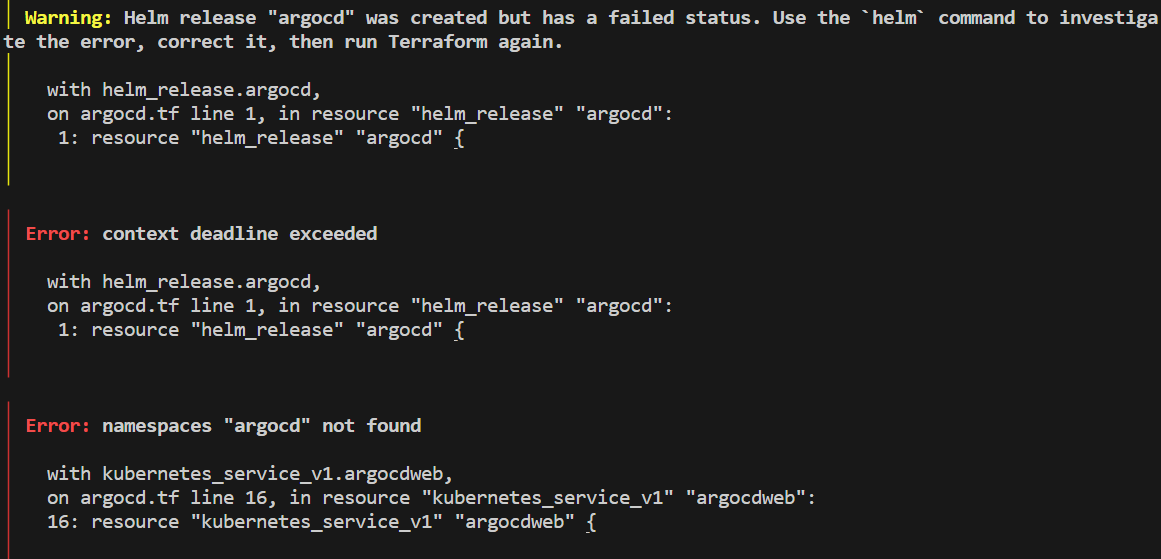 Warning: Helm release "argocd" was created but has a failed status. Use the `helm` command to investiga
te the error, correct it, then run Terraform again.
with helm_release.argocd,
on argocd.tf line 1, in resource "helm_release" "argocd":
1: resource "helm_release" "argocd" {
Error: context deadline exceeded
with helm_release.argocd,
on argocd.tf line 1, in resource "helm_release" "argocd":
1: resource "helm_release" "argocd" {
Error: namespaces "argocd" not found
with kubernetes_service_v1.argocdweb,
on argocd.tf line 16, in resource "kubernetes_service_v1" "argocdweb":
16: resource "kubernetes_service_v1" "argocdweb" {